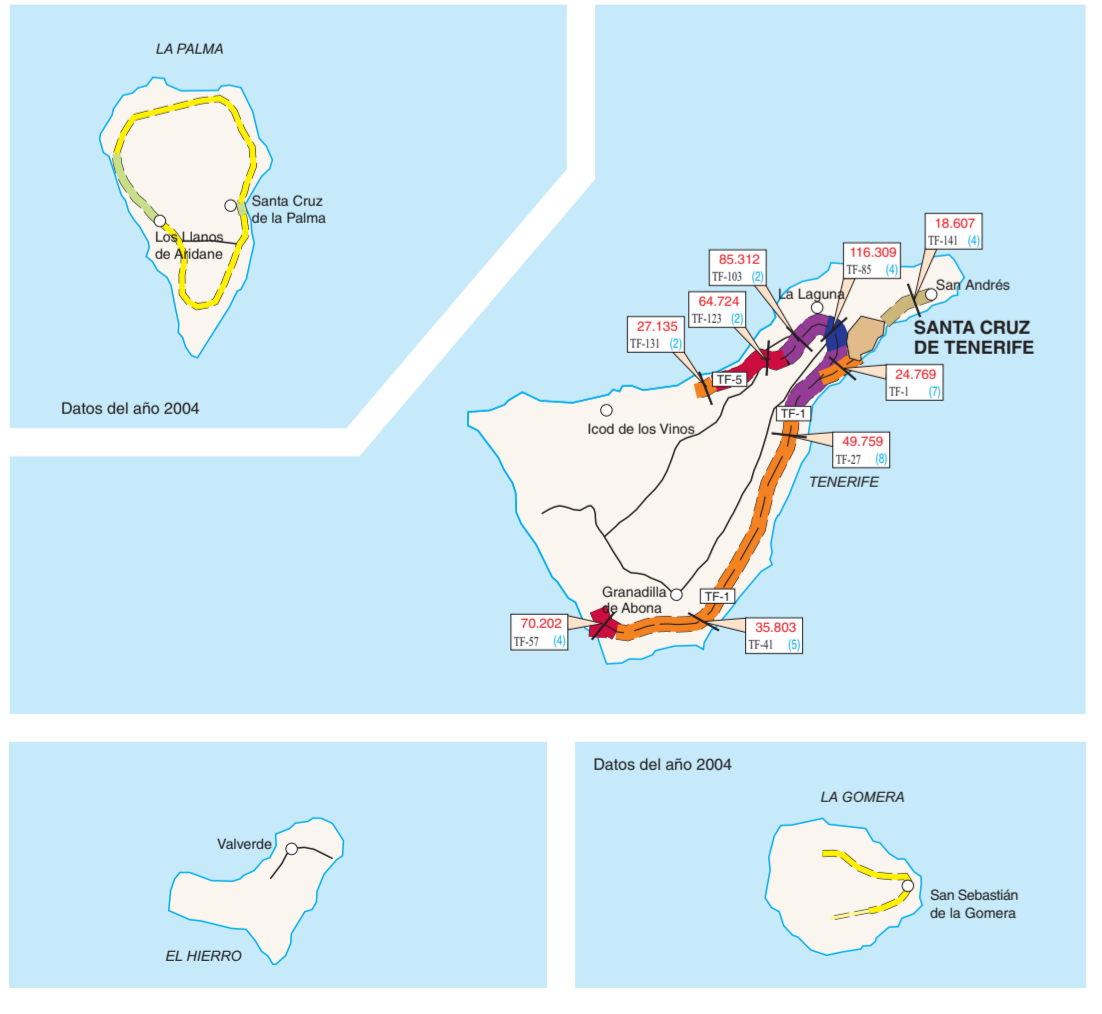 LA PALMA
Santa Cruz
de la Palma
Los Llanos
de Aridane
Datos del año 2004
18.607
TF-141 (4)
116.309
TF-85 (4)
85.312
TF-103 (2)
64.724
TF-123 (2)
27.135
TF-131 (2)
La Laguna
San Andrés
SANTA CRUZ
DE TENERIFE
24.769
TF-1 (7)
TF-5
TF-1
Icod de los Vinos
49.759
TF-27 (8)
TENERIFE
Granadilla
de Abona
TF-1
70.202
TF-57 (4)
35.803
TF-41 (5)
Valverde
EL HIERRO
Datos del año 2004
LA GOMERA
San Sebastián
de la Gomera